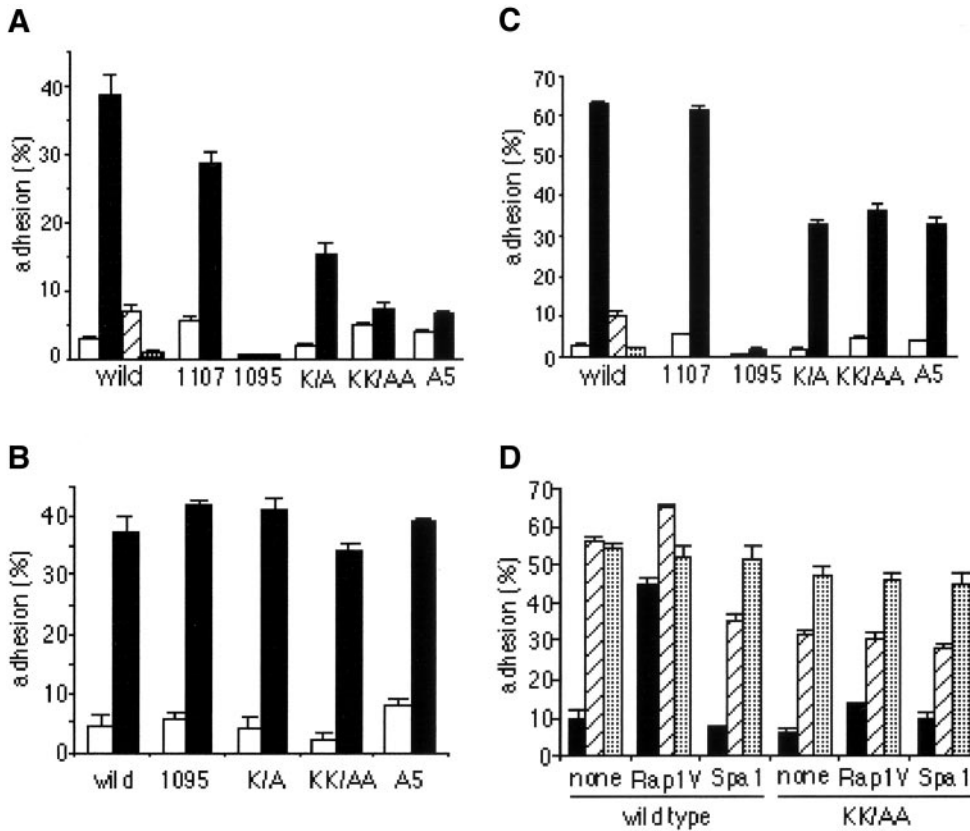 A
adhesion (%)
40
30
20
10
0
wild 1107 1095 K/A KK/AA A5
C
adhesion (%)
70
60
50
40
30
20
10
0
wild 1107 1095 K/A KK/AA A5
B
adhesion (%)
40
30
20
10
0
wild 1095 K/A KK/AA A5
D
adhesion (%)
70
60
50
40
30
20
10
0
none Rap1V Spa1 none Rap1V Spa1
wild type KK/AA